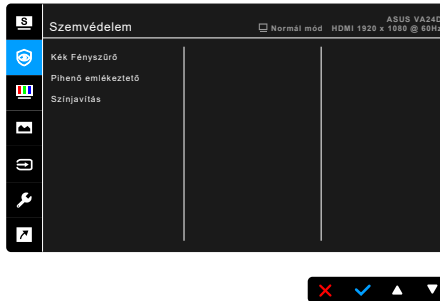 S
ASUS VA24D
Szemvédelem
Normál mód HDMI 1920 x 1080 @ 60Hz
Kék Fényszűrő
Pihenő emlékeztető
Színjavítás